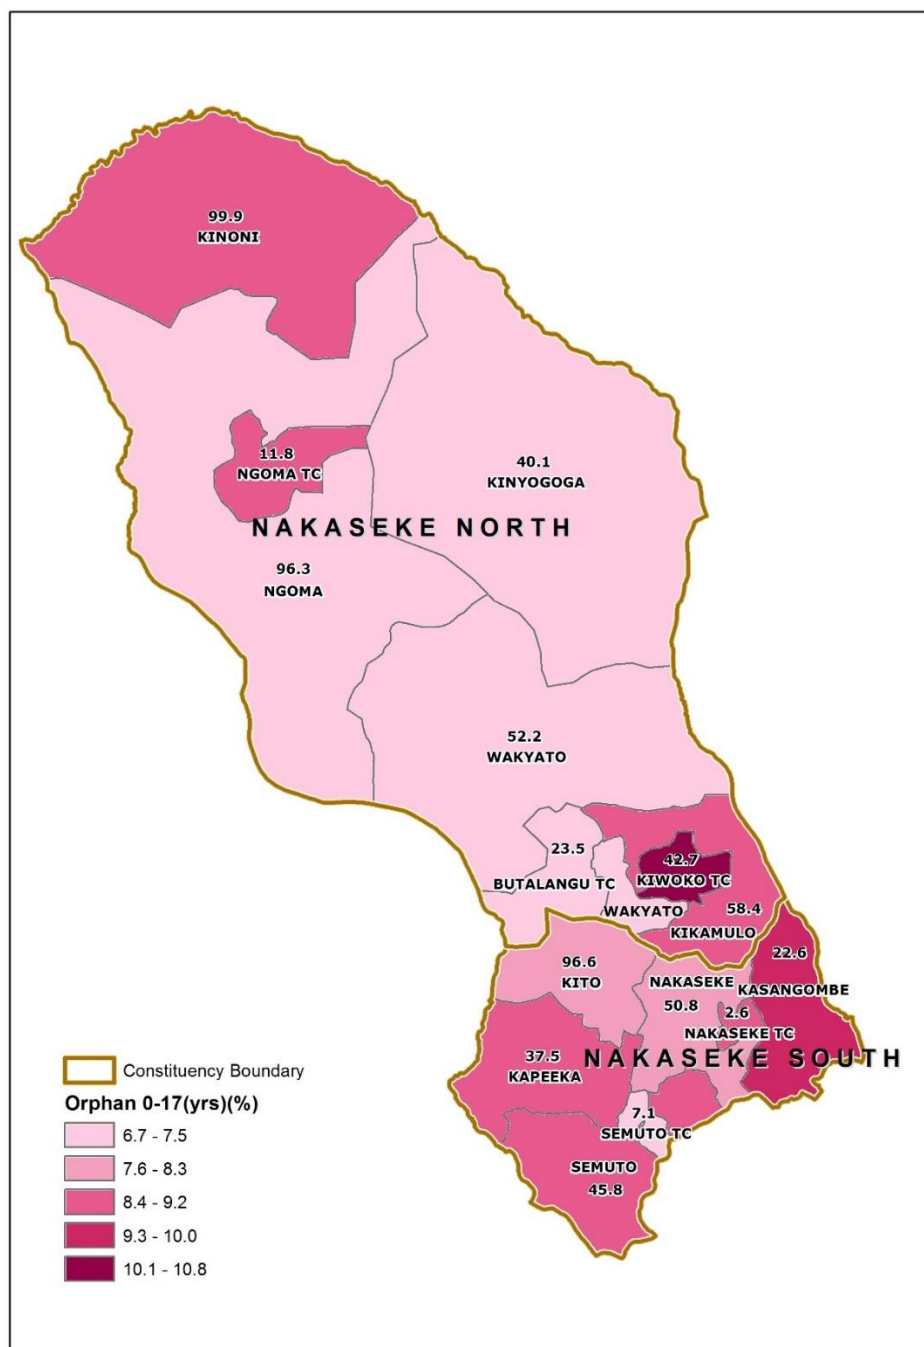 99.9
KINONI
11.8
NGOMA TC
40.1
KINYOGOGA
NAKASEKE NORTH
96.3
NGOMA
52.2
WAKYATO
23.5
BUTALANGU TC
42.7
KIWOKO TC
WAKYATO
58.4
KIKAMULO
22.6
KASANGOMBE
96.6
KITO
NAKASEKE
50.8
2.6
NAKASEKE TC
37.5
KAPEEKA
NAKASEKE SOUTH
7.1
SEMUTO TC
SEMUTO
45.8
Constituency Boundary
Orphan 0-17(yrs)(%)
6.7 - 7.5
7.6 - 8.3
8.4 - 9.2
9.3 - 10.0
10.1 - 10.8